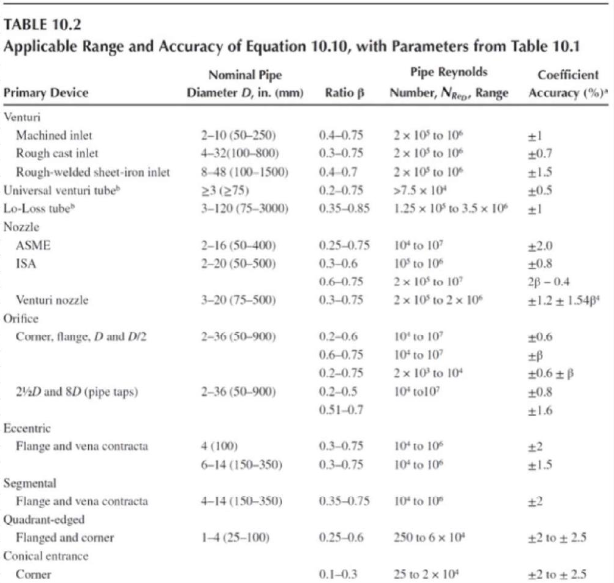 TABLE 10.2
Applicable Range and Accuracy of Equation 10.10, with Parameters from Table 10.1
Primary Device Nominal Pipe Diameter D, in. (mm) Ratio β Pipe Reynolds Number, N_ReD, Range Coefficient Accuracy (%)ᵃ
Venturi
Machined inlet 2–10 (50–250) 0.4–0.75 2 × 10⁵ to 10⁶ ±1
Rough cast inlet 4–32(100–800) 0.3–0.75 2 × 10⁵ to 10⁶ ±0.7
Rough-welded sheet-iron inlet 8–48 (100–1500) 0.4–0.7 2 × 10⁵ to 10⁶ ±1.5
Universal venturi tubeᵇ ≥3 (≥75) 0.2–0.75 >7.5 × 10⁴ ±0.5
Lo-Loss tubeᵇ 3–120 (75–3000) 0.35–0.85 1.25 × 10⁵ to 3.5 × 10⁶ ±1
Nozzle
ASME 2–16 (50–400) 0.25–0.75 10⁴ to 10⁷ ±2.0
ISA 2–20 (50–500) 0.3–0.6 10⁵ to 10⁶ ±0.8
0.6–0.75 2 × 10⁵ to 10⁷ 2β – 0.4
Venturi nozzle 3–20 (75–500) 0.3–0.75 2 × 10⁵ to 2 × 10⁶ ±1.2 ± 1.54β⁴
Orifice
Corner, flange, D and D/2 2–36 (50–900) 0.2–0.6 10⁴ to 10⁷ ±0.6
0.6–0.75 10⁴ to 10⁷ ±β
0.2–0.75 2 × 10³ to 10⁴ ±0.6 ± β
2½D and 8D (pipe taps) 2–36 (50–900) 0.2–0.5 10⁴ to10⁷ ±0.8
0.51–0.7 ±1.6
Eccentric
Flange and vena contracta 4 (100) 0.3–0.75 10⁴ to 10⁶ ±2
6–14 (150–350) 0.3–0.75 10⁴ to 10⁶ ±1.5
Segmental
Flange and vena contracta 4–14 (150–350) 0.35–0.75 10⁴ to 10⁶ ±2
Quadrant-edged
Flanged and corner 1–4 (25–100) 0.25–0.6 250 to 6 × 10⁴ ±2 to ± 2.5
Conical entrance
Corner 0.1–0.3 25 to 2 × 10⁴ ±2 to ± 2.5